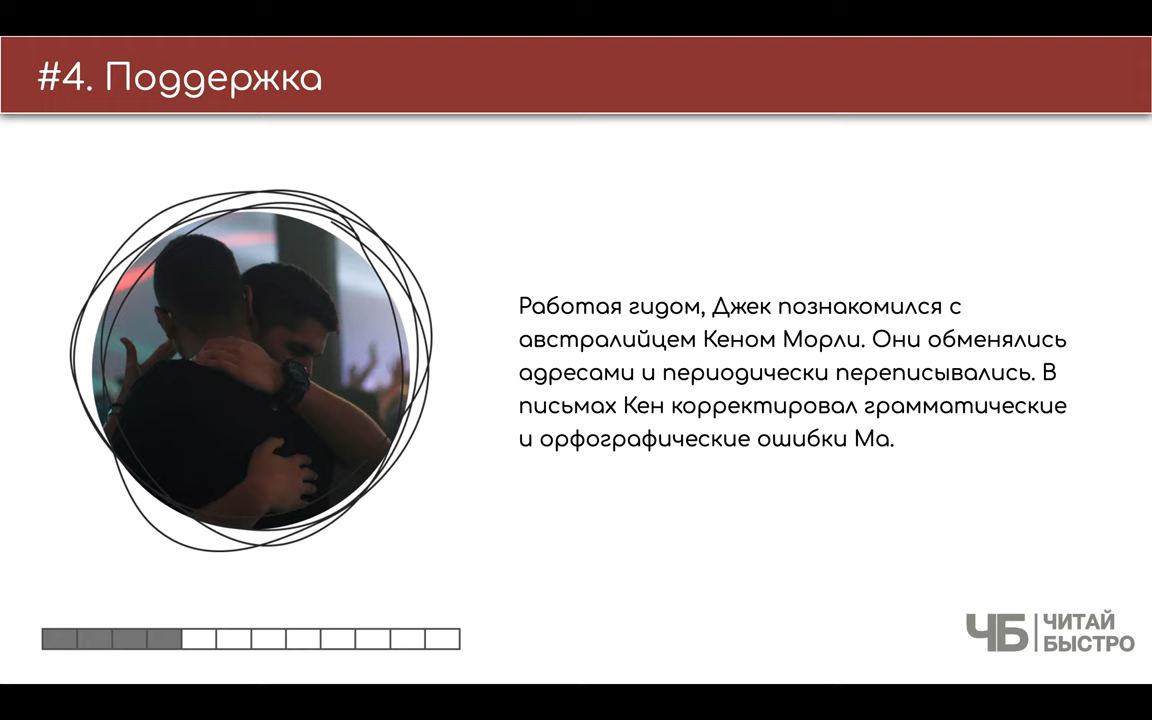 #4. Поддержка
Работая гидом, Джек познакомился с
австралийцем Кеном Морли. Они обменялись
адресами и периодически переписывались. В
письмах Кен корректировал грамматические
и орфографические ошибки Ма.
ЧБ
ЧИТАЙ
БЫСТРО